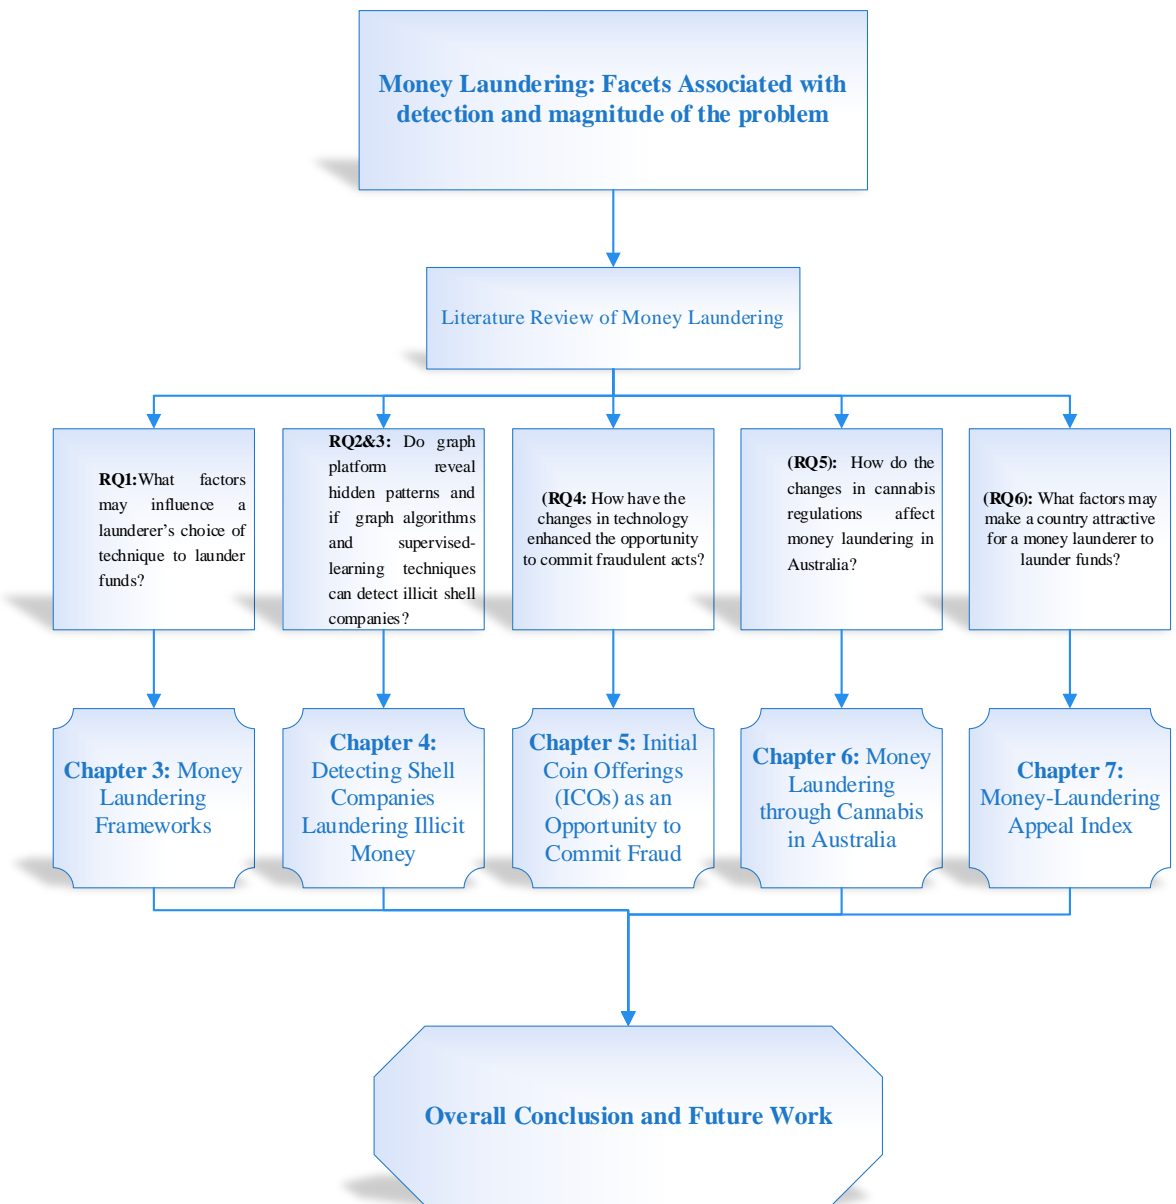 Money Laundering: Facets Associated with
detection and magnitude of the problem
Literature Review of Money Laundering
RQ1:What factors
may influence a
launderer's choice of
technique to launder
funds?
RQ2&3: Do graph
platform reveal
hidden patterns and
if graph algorithms
and supervised-
learning techniques
can detect illicit shell
companies?
(RQ4: How have the
changes in technology
enhanced the opportunity
to commit fraudulent acts?
(RQ5): How do the
changes in cannabis
regulations affect
money laundering in
Australia?
(RQ6): What factors may
make a country attractive
for a money launderer to
launder funds?
Chapter 3: Money
Laundering
Frameworks
Chapter 4:
Detecting Shell
Companies
Laundering Illicit
Money
Chapter 5: Initial
Coin Offerings
(ICOs) as an
Opportunity to
Commit Fraud
Chapter 6: Money
Laundering
through Cannabis
in Australia
Chapter 7:
Money-Laundering
Appeal Index
Overall Conclusion and Future Work